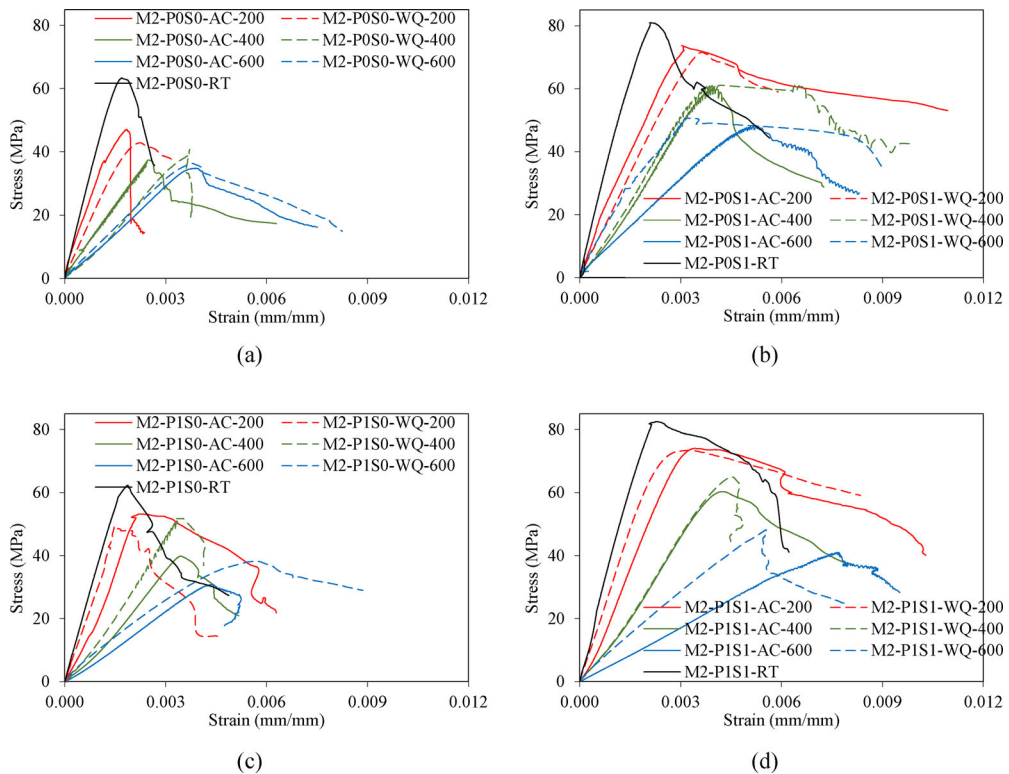 80
60
40
20
0
Stress (MPa)
M2-P0S0-AC-200 M2-P0S0-WQ-200
M2-P0S0-AC-400 M2-P0S0-WQ-400
M2-P0S0-AC-600 M2-P0S0-WQ-600
M2-P0S0-RT
0.000 0.003 0.006 0.009 0.012
Strain (mm/mm)
(a)
80
60
40
20
0
Stress (MPa)
M2-P0S1-AC-200 M2-P0S1-WQ-200
M2-P0S1-AC-400 M2-P0S1-WQ-400
M2-P0S1-AC-600 M2-P0S1-WQ-600
M2-P0S1-RT
0.000 0.003 0.006 0.009 0.012
Strain (mm/mm)
(b)
80
60
40
20
0
Stress (MPa)
M2-P1S0-AC-200 M2-P1S0-WQ-200
M2-P1S0-AC-400 M2-P1S0-WQ-400
M2-P1S0-AC-600 M2-P1S0-WQ-600
M2-P1S0-RT
0.000 0.003 0.006 0.009 0.012
Strain (mm/mm)
(c)
80
60
40
20
0
Stress (MPa)
M2-P1S1-AC-200 M2-P1S1-WQ-200
M2-P1S1-AC-400 M2-P1S1-WQ-400
M2-P1S1-AC-600 M2-P1S1-WQ-600
M2-P1S1-RT
0.000 0.003 0.006 0.009 0.012
Strain (mm/mm)
(d)